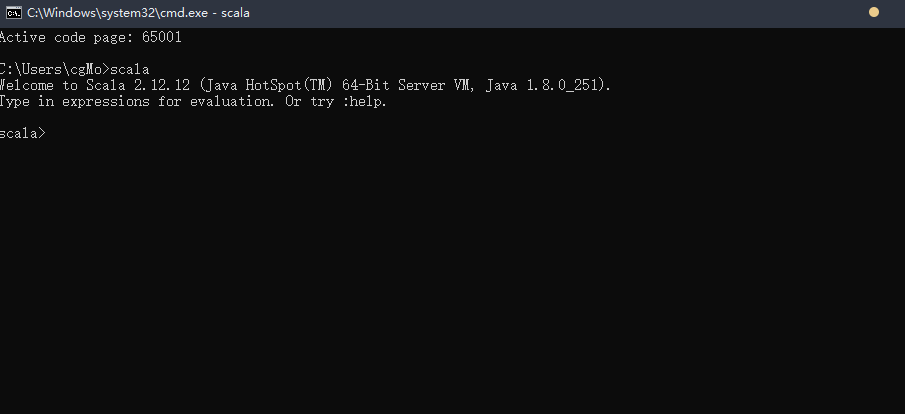 C:\Windows\system32\cmd.exe - scala
Active code page: 65001
C:\Users\cgMo>scala
Welcome to Scala 2.12.12 (Java HotSpot(TM) 64-Bit Server VM, Java 1.8.0_251).
Type in expressions for evaluation. Or try :help.
scala>